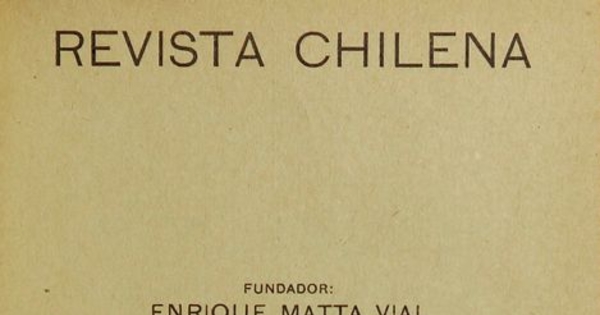 REVISTA CHILENA
FUNDADOR:
ENRIQUE MATTA VIAL